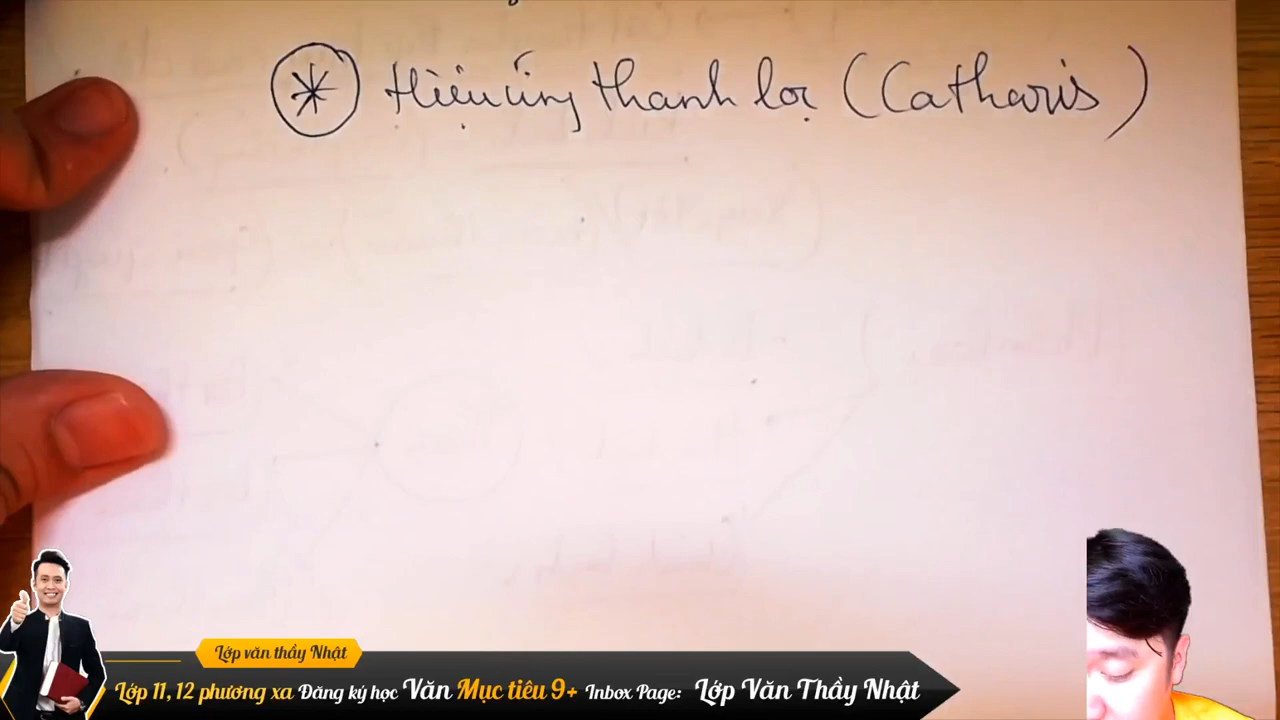 * Hiệu ứng thanh lọc (Catharsis)
Lớp văn thầy Nhật
Lớp 11, 12 phương xa Đăng ký học Văn Mục tiêu 9+ Inbox Page: Lớp Văn Thầy Nhật